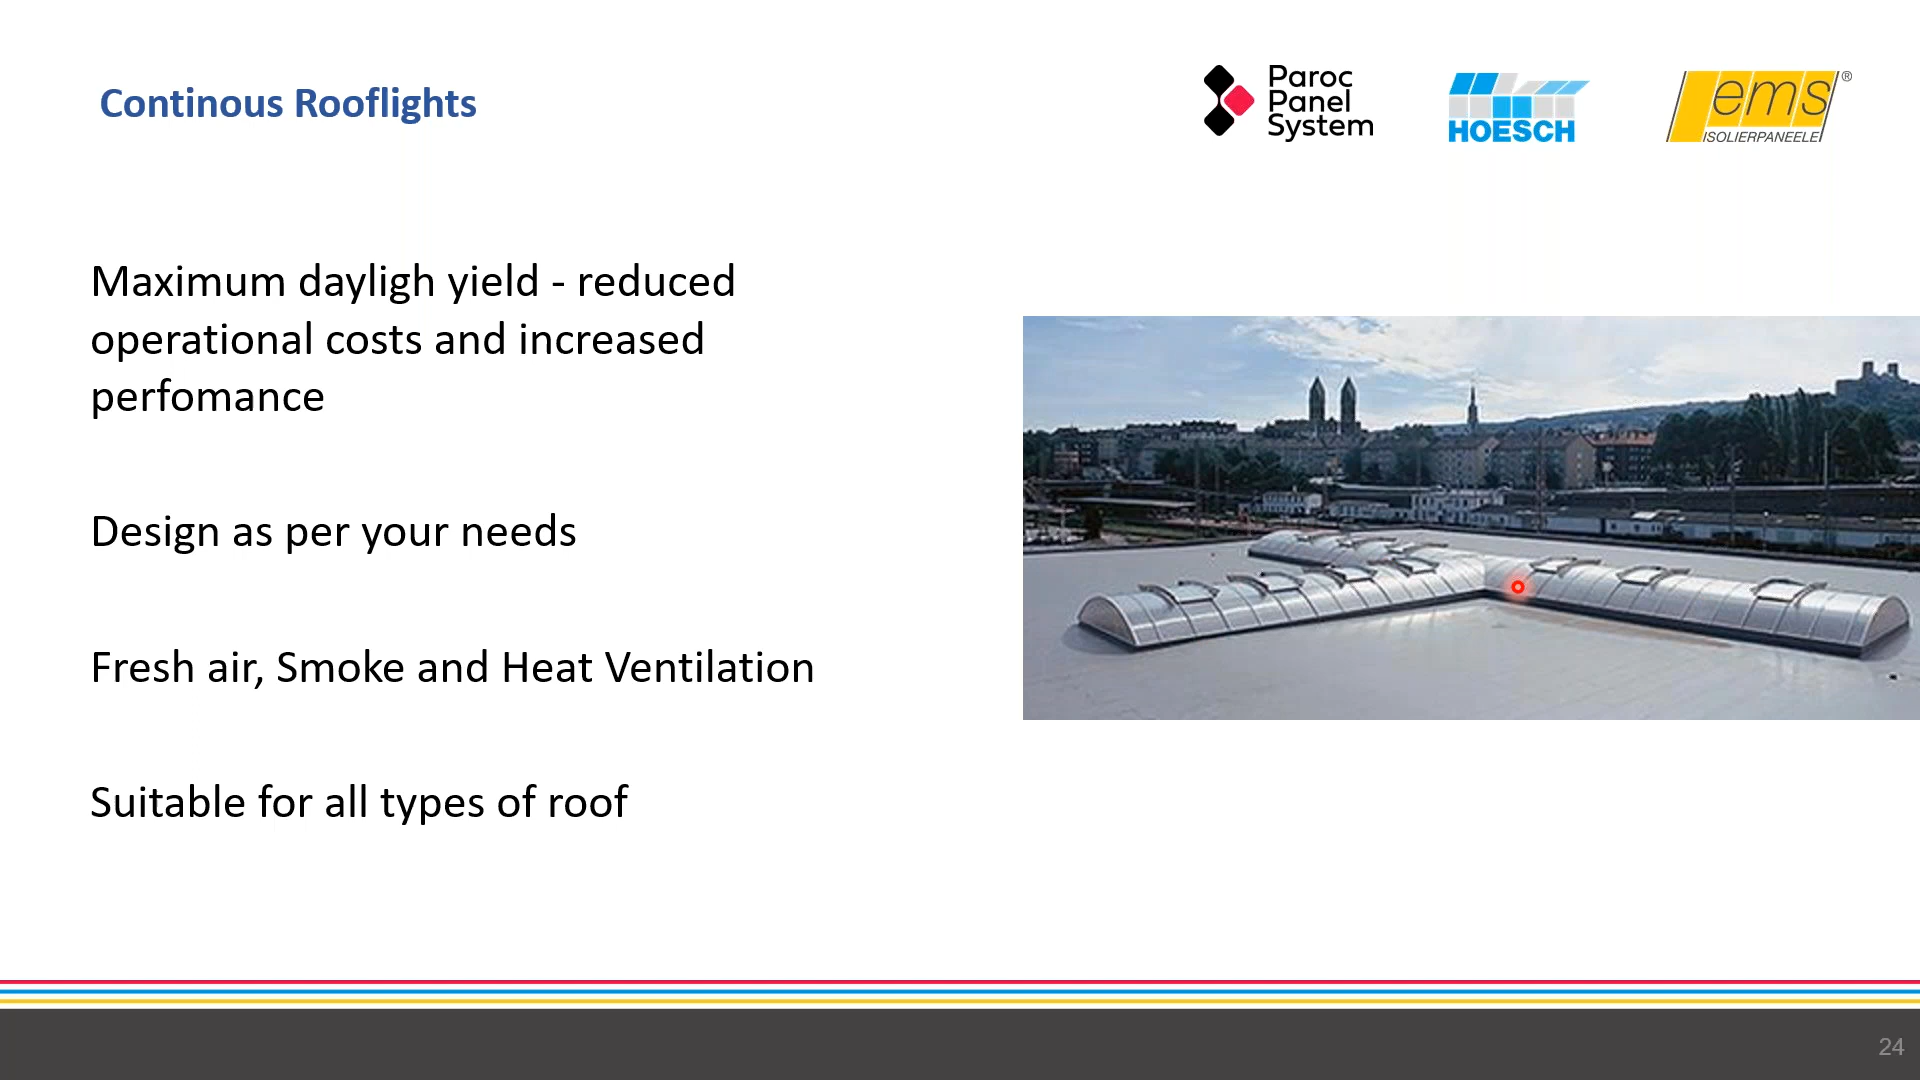 Continous Rooflights
Paroc
Panel
System
HOESCH
ems
®
ISOLIERPANEELE
Maximum dayligh yield - reduced
operational costs and increased
perfomance
Design as per your needs
Fresh air, Smoke and Heat Ventilation
Suitable for all types of roof
24